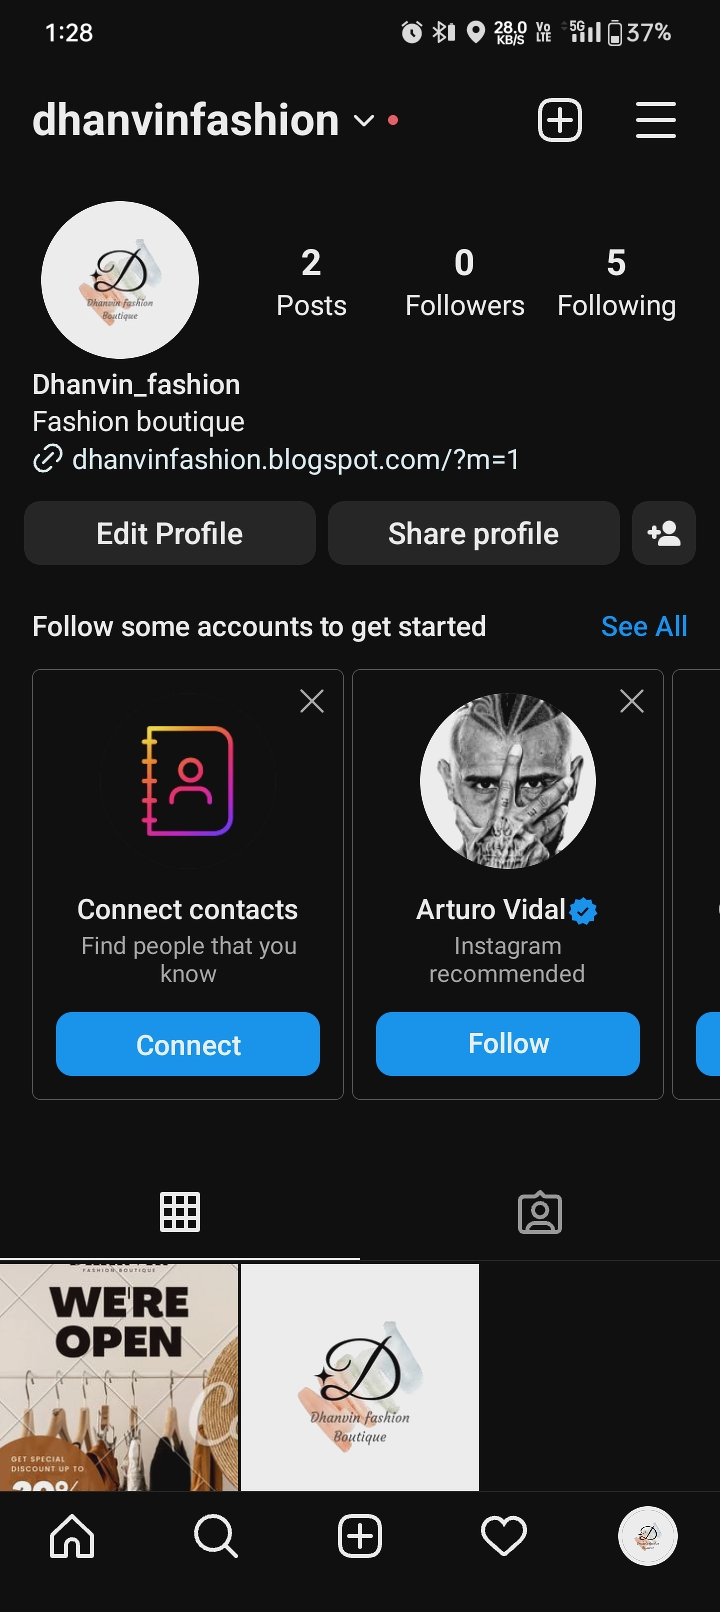 1:28
28.0 KB/S
Vo LTE
5G
37%
dhanvinfashion
D
Dhanvin fashion
Boutique
2
Posts
0
Followers
5
Following
Dhanvin_fashion
Fashion boutique
dhanvinfashion.blogspot.com/?m=1
Edit Profile
Share profile
Follow some accounts to get started
See All
Connect contacts
Find people that you
know
Connect
Arturo Vidal
Instagram
recommended
Follow
FASHION BOUTIQUE
WE'RE
OPEN
GET SPECIAL
DISCOUNT UP TO
D
Dhanvin fashion
Boutique